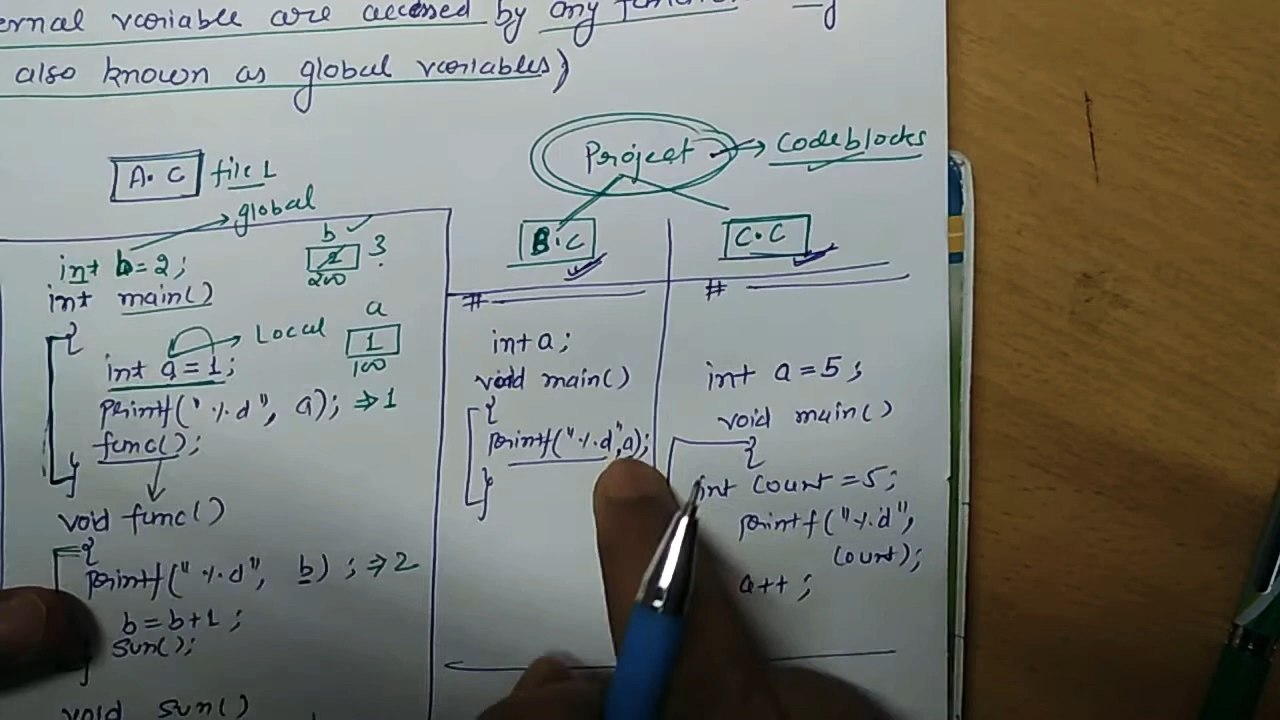 ernal variable are accessed by any
also known as global variables)
A.C file 1
global
int b=2;
b
2 3
200
int main()
{
Local
a
1
100
int a=1;
printf("%d", a); ⇒1
func();
}
void func()
{
printf("%d", b); ⇒2
b=b+1;
sun();
}
void sun()
Project → Codeblocks
B.C
#
int a;
void main()
{
printf("%d",a);
}
C.C
#
int a=5;
void main()
{
int count=5;
printf("%d",
count);
a++;